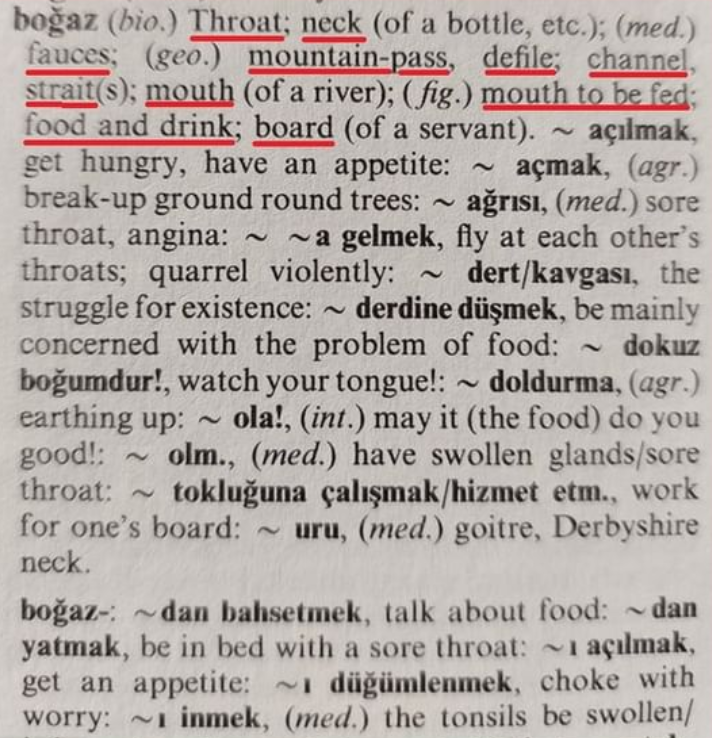 boğaz (bio.) Throat; neck (of a bottle, etc.); (med.)
fauces; (geo.) mountain-pass, defile; channel,
strait(s); mouth (of a river); (fig.) mouth to be fed;
food and drink; board (of a servant). ~ açılmak,
get hungry, have an appetite: ~ açmak, (agr.)
break-up ground round trees: ~ ağrısı, (med.) sore
throat, angina: ~ ~a gelmek, fly at each other's
throats; quarrel violently: ~ dert/kavgası, the
struggle for existence: ~ derdine düşmek, be mainly
concerned with the problem of food: ~ dokuz
boğumdur!, watch your tongue!: ~ doldurma, (agr.)
earthing up: ~ ola!, (int.) may it (the food) do you
good!: ~ olm., (med.) have swollen glands/sore
throat: ~ tokluğuna çalışmak/hizmet etm., work
for one's board: ~ uru, (med.) goitre, Derbyshire
neck.
boğaz-: ~dan bahsetmek, talk about food: ~dan
yatmak, be in bed with a sore throat: ~ı açılmak,
get an appetite: ~ı düğümlenmek, choke with
worry: ~ı inmek, (med.) the tonsils be swollen/